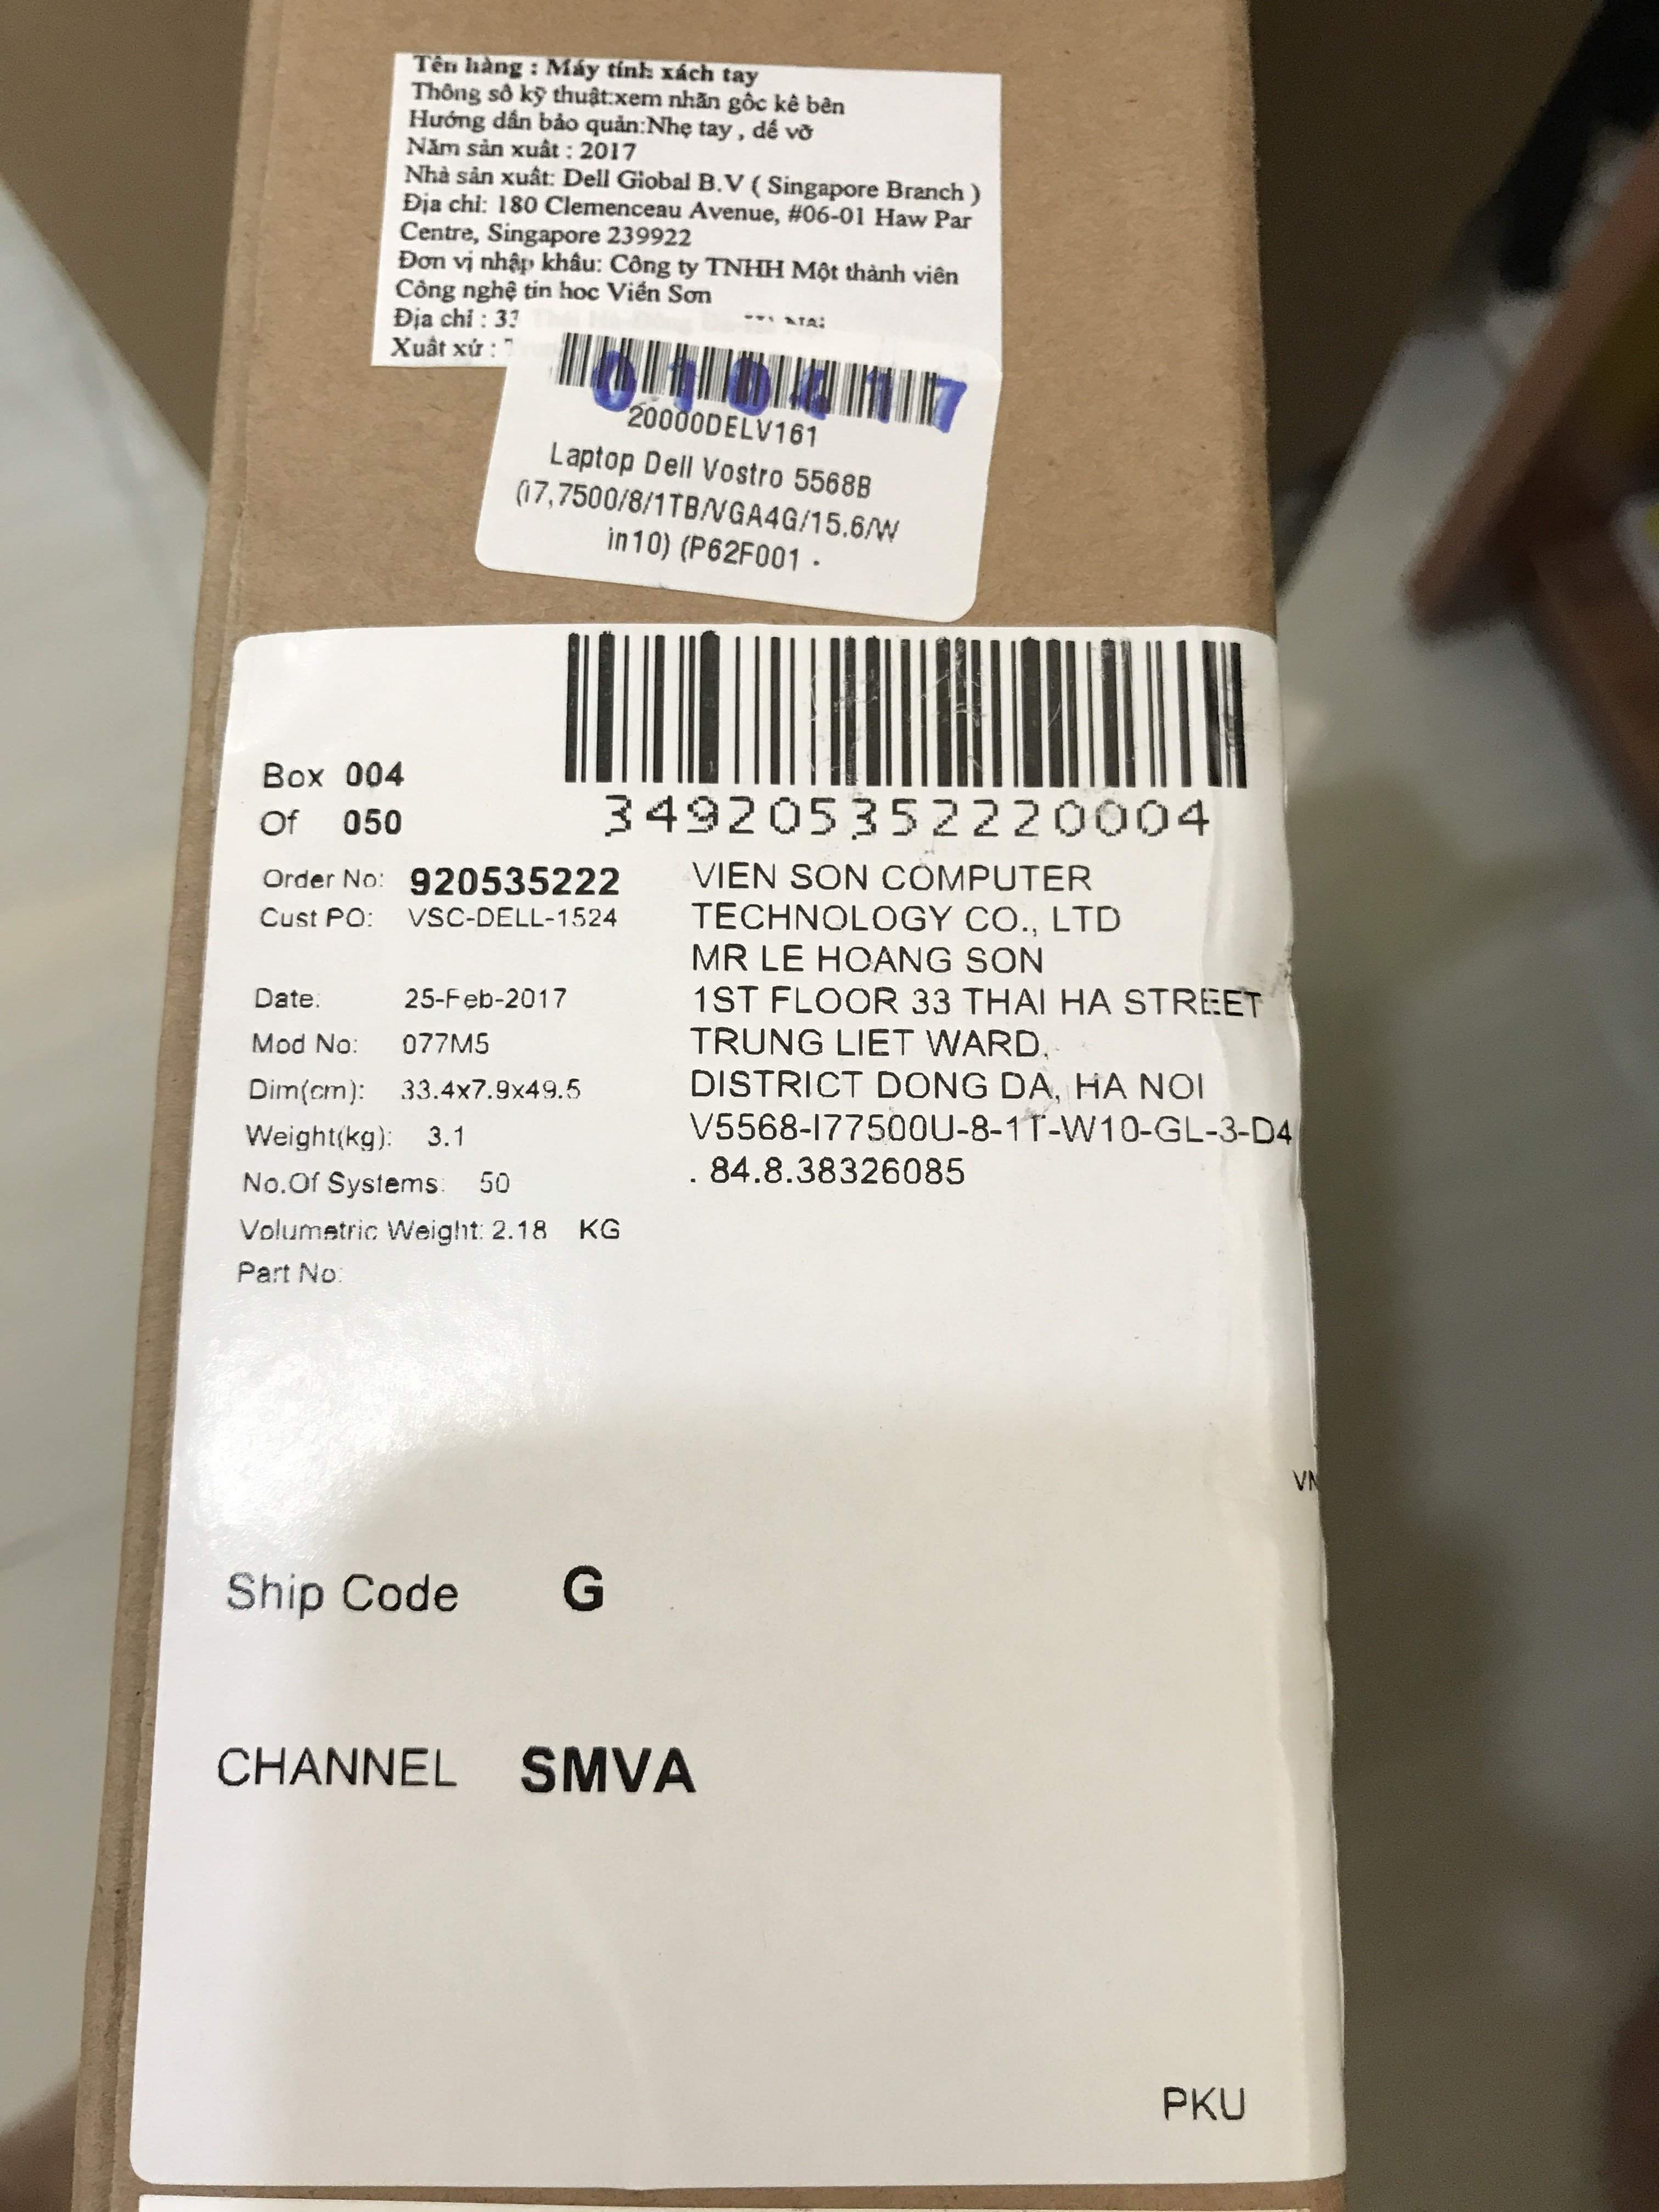 Tên hàng : Máy tính xách tay
Thông số kỹ thuật:xem nhãn gốc kê bên
Hướng dẫn bảo quản:Nhẹ tay , dế vỡ
Năm sản xuất : 2017
Nhà sản xuất: Dell Giobal B.V ( Singapore Branch )
Địa chỉ: 180 Clemenceau Avenue, #06-01 Haw Par
Centre, Singapore 239922
Đơn vị nhập khẩu: Công ty TNHH Một thành viên
Công nghệ tin hoc Viễn Sơn
Địa chỉ :
Xuất xứ :
010417
20000DELV161
Laptop Dell Vostro 5568B
(i7,7500/8/1TB/VGA4G/15.6/W
in10) (P62F001 -
Box 004
Of 050
349205352220004
Order No: 920535222
Cust PO: VSC-DELL-1524
Date: 25-Feb-2017
Mod No: 077M5
Dim(cm): 33.4x7.9x49.5
Weight(kg): 3.1
No.Of Systems: 50
Volumetric Weight: 2.18 KG
Part No:
VIEN SON COMPUTER
TECHNOLOGY CO., LTD
MR LE HOANG SON
1ST FLOOR 33 THAI HA STREET
TRUNG LIET WARD,
DISTRICT DONG DA, HA NOI
V5568-I77500U-8-1T-W10-GL-3-D4
. 84.8.38326085
VN
Ship Code G
CHANNEL SMVA
PKU